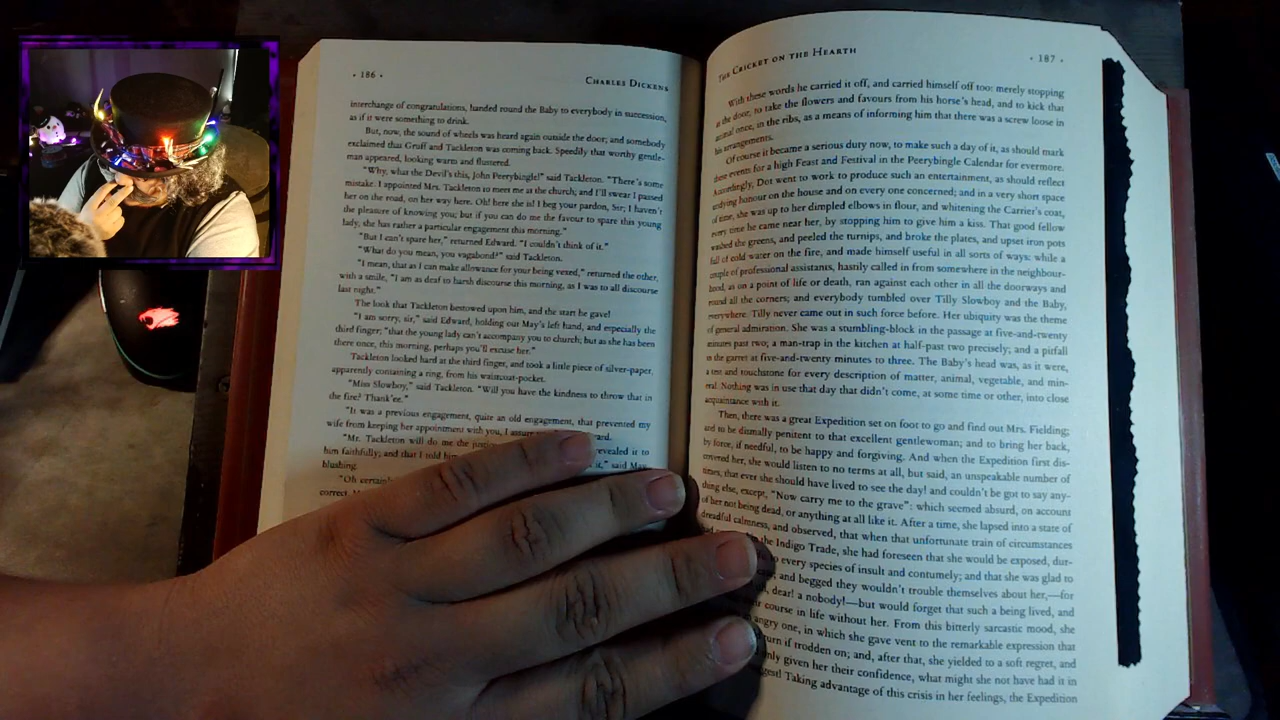 · 186 ·
CHARLES DICKENS
interchange of congratulations, handed round the Baby to everybody in succession,
as if it were something to drink.
But, now, the sound of wheels was heard again outside the door; and somebody
exclaimed that Gruff and Tackleton was coming back. Speedily that worthy gentle-
man appeared, looking warm and flustered.
"Why, what the Devil's this, John Peerybingle!" said Tackleton. "There's some
mistake. I appointed Mrs. Tackleton to meet me at the church; and I'll swear I passed
her on the road, on her way here. Oh! here she is! I beg your pardon, Sir; I haven't
the pleasure of knowing you; but if you can do me the favour to spare this young
lady, she has rather a particular engagement this morning."
"But I can't spare her," returned Edward. "I couldn't think of it."
"What do you mean, you vagabond?" said Tackleton.
"I mean, that as I can make allowance for your being vexed," returned the other,
with a smile, "I am as deaf to harsh discourse this morning, as I was to all discourse
last night."
The look that Tackleton bestowed upon him, and the start he gave!
"I am sorry, sir," said Edward, holding out May's left hand, and especially the
third finger; "that the young lady can't accompany you to church; but as she has been
there once, this morning, perhaps you'll excuse her."
Tackleton looked hard at the third finger, and took a little piece of silver-paper,
apparently containing a ring, from his waistcoat-pocket.
"Miss Slowboy," said Tackleton. "Will you have the kindness to throw that in
the fire? Thank'ee."
"It was a previous engagement, quite an old engagement, that prevented my
wife from keeping her appointment with you, I assure
"Mr. Tackleton will do me the revealed it to
him faithfully; and that I told him it," said May
blushing.
"Oh
correct.
THE CRICKET ON THE HEARTH
· 187 ·
With these words he carried it off, and carried himself off too: merely stopping
at the door, to take the flowers and favours from his horse's head, and to kick that
animal once, in the ribs, as a means of informing him that there was a screw loose in
his arrangements.
Of course it became a serious duty now, to make such a day of it, as should mark
these events for a high Feast and Festival in the Peerybingle Calendar for evermore.
Accordingly, Dot went to work to produce such an entertainment, as should reflect
undying honour on the house and on every one concerned; and in a very short space
of time, she was up to her dimpled elbows in flour, and whitening the Carrier's coat,
every time he came near her, by stopping him to give him a kiss. That good fellow
washed the greens, and peeled the turnips, and broke the plates, and upset iron pots
full of cold water on the fire, and made himself useful in all sorts of ways: while a
couple of professional assistants, hastily called in from somewhere in the neighbour-
hood, as on a point of life or death, ran against each other in all the doorways and
round all the corners; and everybody tumbled over Tilly Slowboy and the Baby,
everywhere. Tilly never came out in such force before. Her ubiquity was the theme
of general admiration. She was a stumbling-block in the passage at five-and-twenty
minutes past two; a man-trap in the kitchen at half-past two precisely; and a pitfall
in the garret at five-and-twenty minutes to three. The Baby's head was, as it were,
a test and touchstone for every description of matter, animal, vegetable, and min-
eral. Nothing was in use that day that didn't come, at some time or other, into close
acquaintance with it.
Then, there was a great Expedition set on foot to go and find out Mrs. Fielding;
and to be dismally penitent to that excellent gentlewoman; and to bring her back,
by force, if needful, to be happy and forgiving. And when the Expedition first dis-
covered her, she would listen to no terms at all, but said, an unspeakable number of
times, that ever she should have lived to see the day! and couldn't be got to say any-
thing else, except, "Now carry me to the grave": which seemed absurd, on account
of her not being dead, or anything at all like it. After a time, she lapsed into a state of
dreadful calmness, and observed, that when that unfortunate train of circumstances
in the Indigo Trade, she had foreseen that she would be exposed, dur-
to every species of insult and contumely; and that she was glad to
and begged they wouldn't trouble themselves about her,—for
dear! a nobody!—but would forget that such a being lived, and
course in life without her. From this bitterly sarcastic mood, she
angry one, in which she gave vent to the remarkable expression that
turn if trodden on; and, after that, she yielded to a soft regret, and
only given her their confidence, what might she not have had it in
Taking advantage of this crisis in her feelings, the Expedition